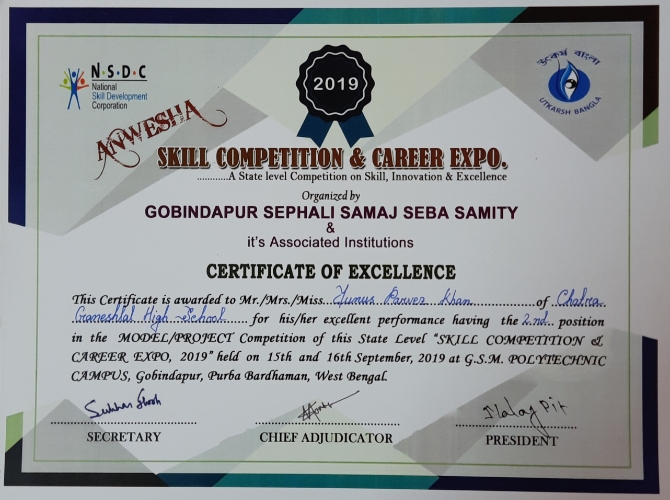 N·S·D·C
National
Skill Development
Corporation
2019
উৎকর্ষ বাংলা
UTKARSH BANGLA
ANWESHA
SKILL COMPETITION & CAREER EXPO.
............A State level Competition on Skill, Innovation & Excellence
Organized by
GOBINDAPUR SEPHALI SAMAJ SEBA SAMITY
&
it's Associated Institutions
CERTIFICATE OF EXCELLENCE
This Certificate is awarded to Mr./Mrs./Miss...Yunus Parvez Khan..................of Chakra
Ganeshlal High School........ for his/her excellent performance having the 2nd position
in the MODEL/PROJECT Competition of this State Level "SKILL COMPETITION &
CAREER EXPO, 2019" held on 15th and 16th September, 2019 at G.S.M. POLYTECHNIC
CAMPUS, Gobindapur, Purba Bardhaman, West Bengal.
Malay Pit
SECRETARY
CHIEF ADJUDICATOR
PRESIDENT